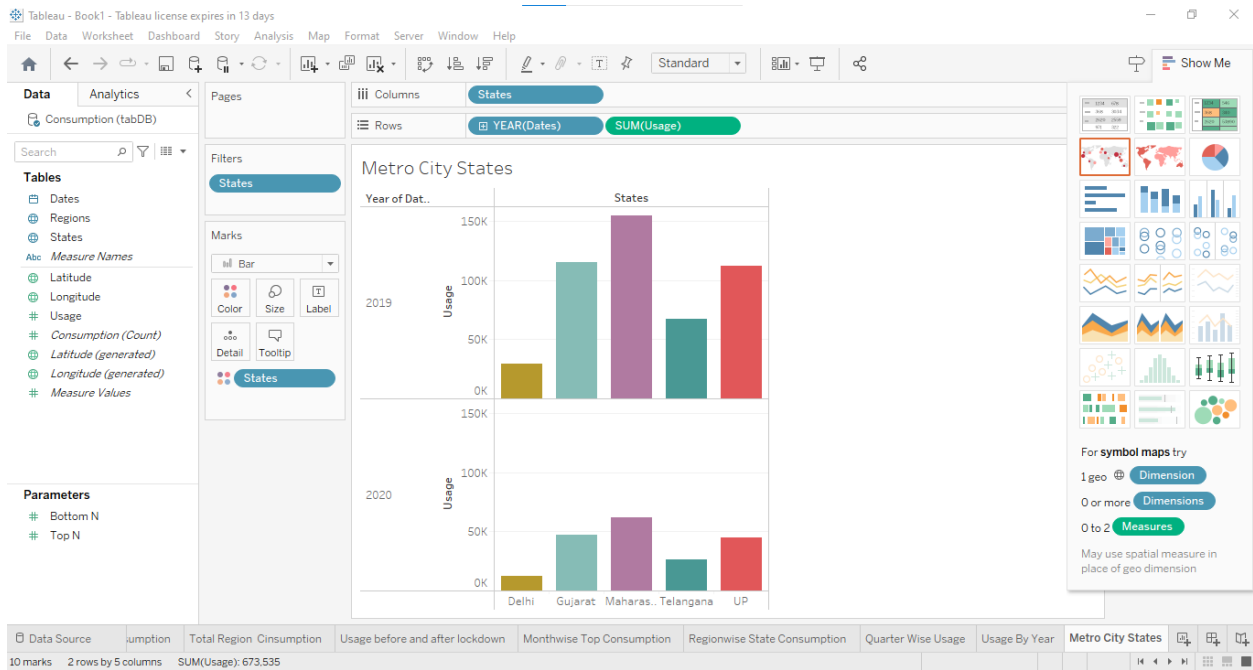 Tableau - Book1 - Tableau license expires in 13 days
File Data Worksheet Dashboard Story Analysis Map Format Server Window Help
Standard
Show Me
Data Analytics
Consumption (tabDB)
Search
Tables
Dates
Regions
States
Abc Measure Names
Latitude
Longitude
# Usage
# Consumption (Count)
Latitude (generated)
Longitude (generated)
# Measure Values
Parameters
# Bottom N
# Top N
Pages
Filters
States
Marks
Bar
Color Size Label
Detail Tooltip
States
Columns States
Rows YEAR(Dates) SUM(Usage)
Metro City States
Year of Dat.. States
150K
100K
50K
0K
2019
Usage
150K
100K
50K
0K
2020
Usage
Delhi Gujarat Maharas.. Telangana UP
For symbol maps try
1 geo Dimension
0 or more Dimensions
0 to 2 Measures
May use spatial measure in
place of geo dimension
Data Source umption Total Region Cinsumption Usage before and after lockdown Monthwise Top Consumption Regionwise State Consumption Quarter Wise Usage Usage By Year Metro City States
10 marks 2 rows by 5 columns SUM(Usage): 673,535